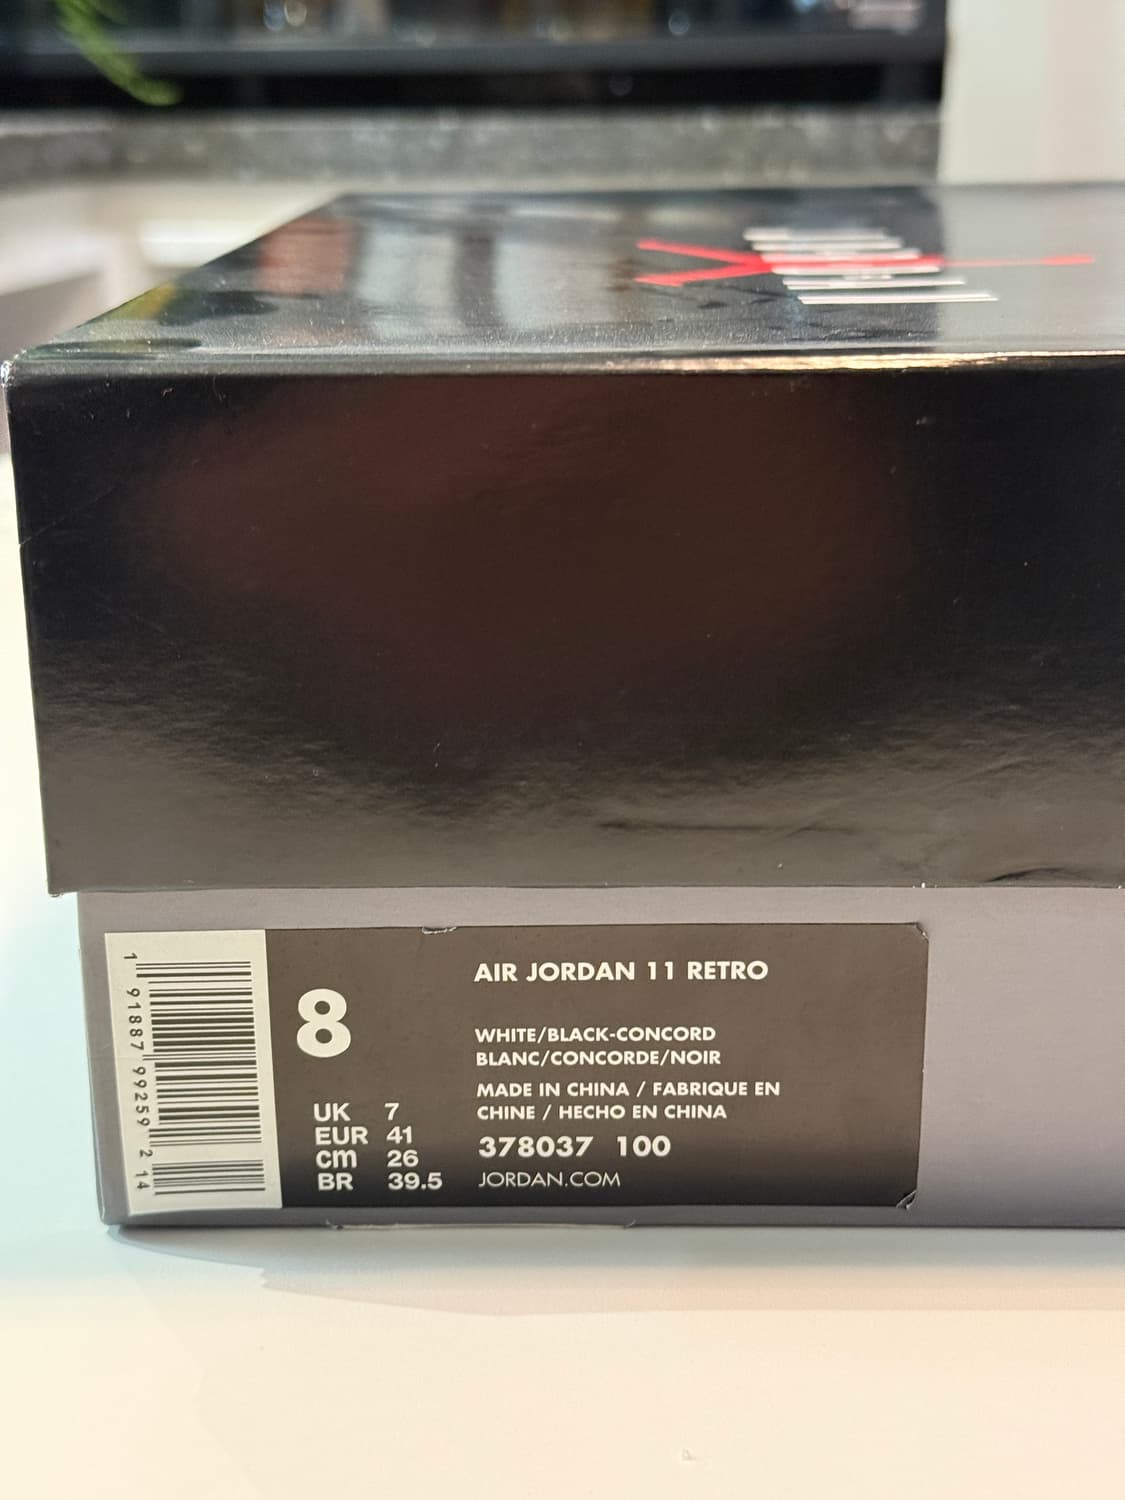 1 91887 99259 2 14
8
UK 7
EUR 41
cm 26
BR 39.5
AIR JORDAN 11 RETRO
WHITE/BLACK-CONCORD
BLANC/CONCORDE/NOIR
MADE IN CHINA / FABRIQUE EN
CHINE / HECHO EN CHINA
378037 100
JORDAN.COM